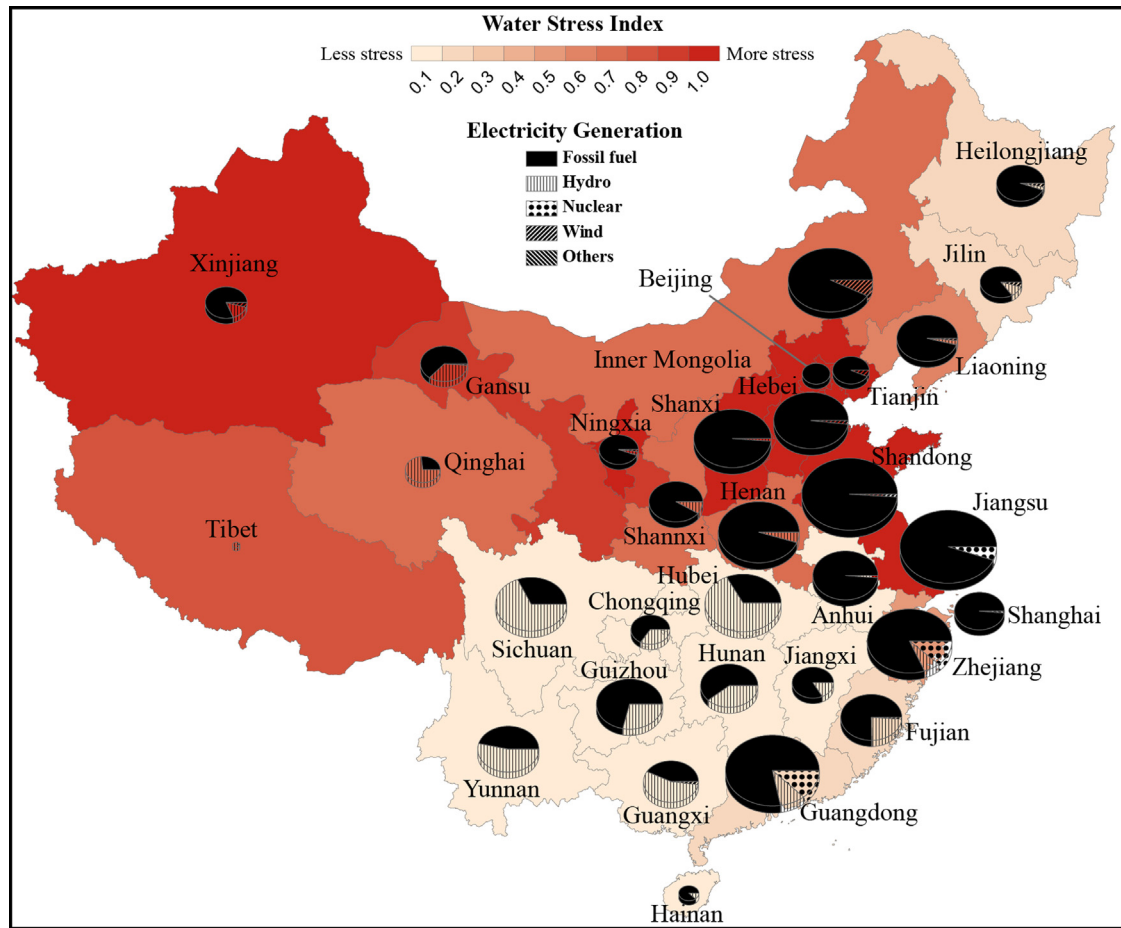 Water Stress Index
Less stress
More stress
0.1
0.2
0.3
0.4
0.5
0.6
0.7
0.8
0.9
1.0
Electricity Generation
Fossil fuel
Hydro
Nuclear
Wind
Others
Heilongjiang
Jilin
Xinjiang
Beijing
Inner Mongolia
Liaoning
Gansu
Hebei
Tianjin
Shanxi
Ningxia
Shandong
Qinghai
Henan
Jiangsu
Tibet
Shannxi
Hubei
Chongqing
Anhui
Shanghai
Sichuan
Hunan
Jiangxi
Zhejiang
Guizhou
Fujian
Yunnan
Guangxi
Guangdong
Hainan